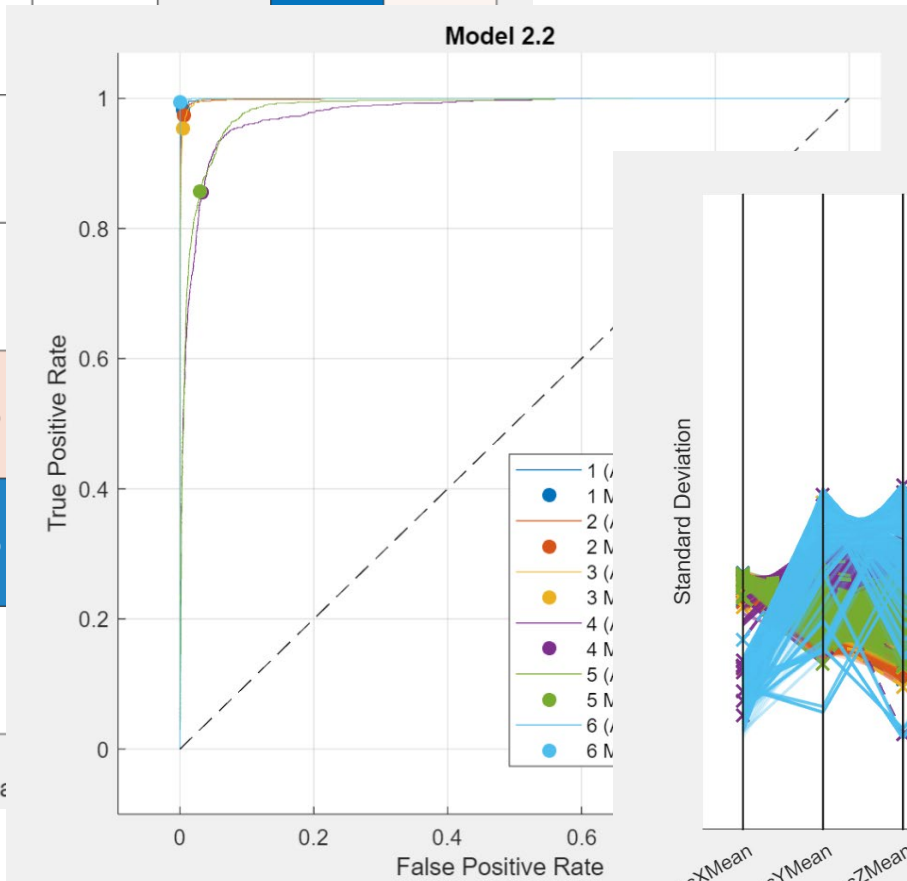 Model 2.2
True Positive Rate
1
0.8
0.6
0.4
0.2
0
0
0.2
0.4
0.6
False Positive Rate
1 (A
1 M
2 (A
2 M
3 (A
3 M
4 (A
4 M
5 (A
5 M
6 (A
6 M
Standard Deviation
XMean
YMean
ZMean